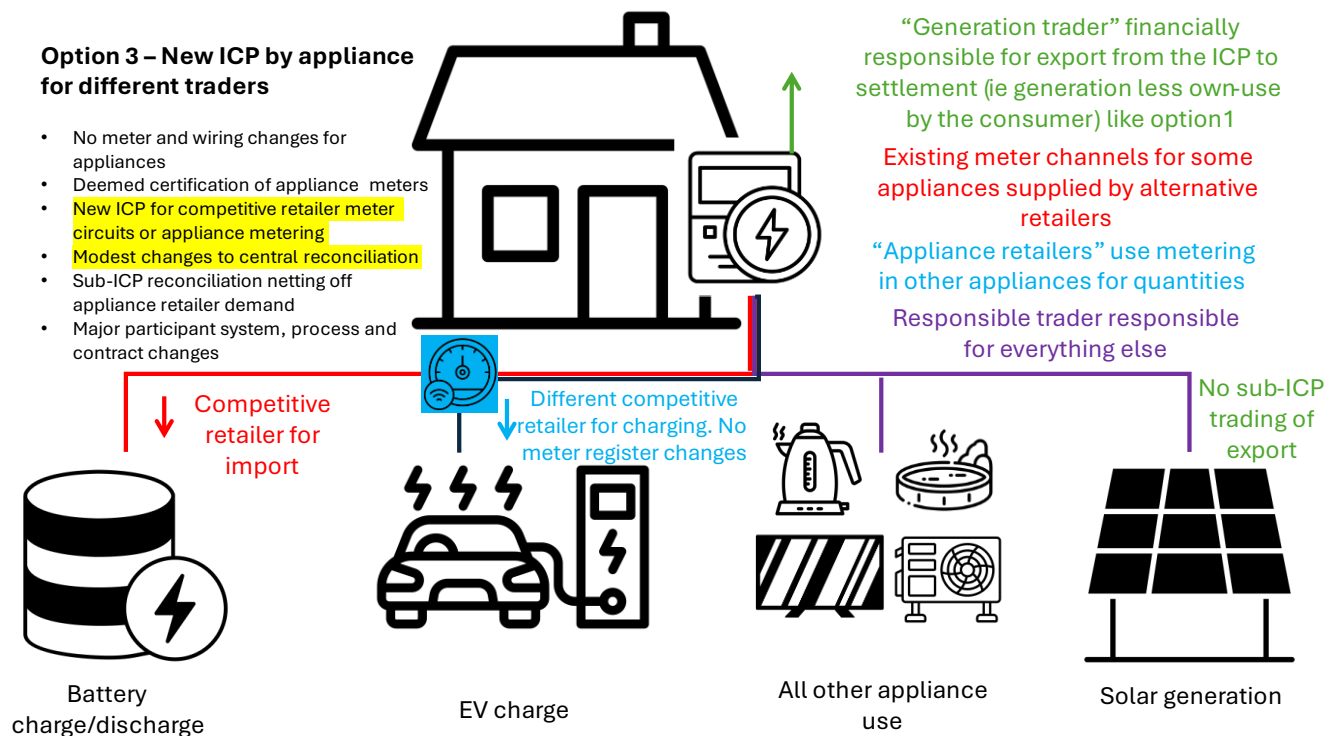 Option 3 – New ICP by appliance
for different traders
• No meter and wiring changes for
appliances
• Deemed certification of appliance meters
• New ICP for competitive retailer meter
circuits or appliance metering
• Modest changes to central reconciliation
• Sub-ICP reconciliation netting off
appliance retailer demand
• Major participant system, process and
contract changes
“Generation trader” financially
responsible for export from the ICP to
settlement (ie generation less own-use
by the consumer) like option1
Existing meter channels for some
appliances supplied by alternative
retailers
“Appliance retailers” use metering
in other appliances for quantities
Responsible trader responsible
for everything else
Competitive
retailer for
import
Different competitive
retailer for charging. No
meter register changes
No sub-ICP
trading of
export
Battery
charge/discharge
EV charge
All other appliance
use
Solar generation